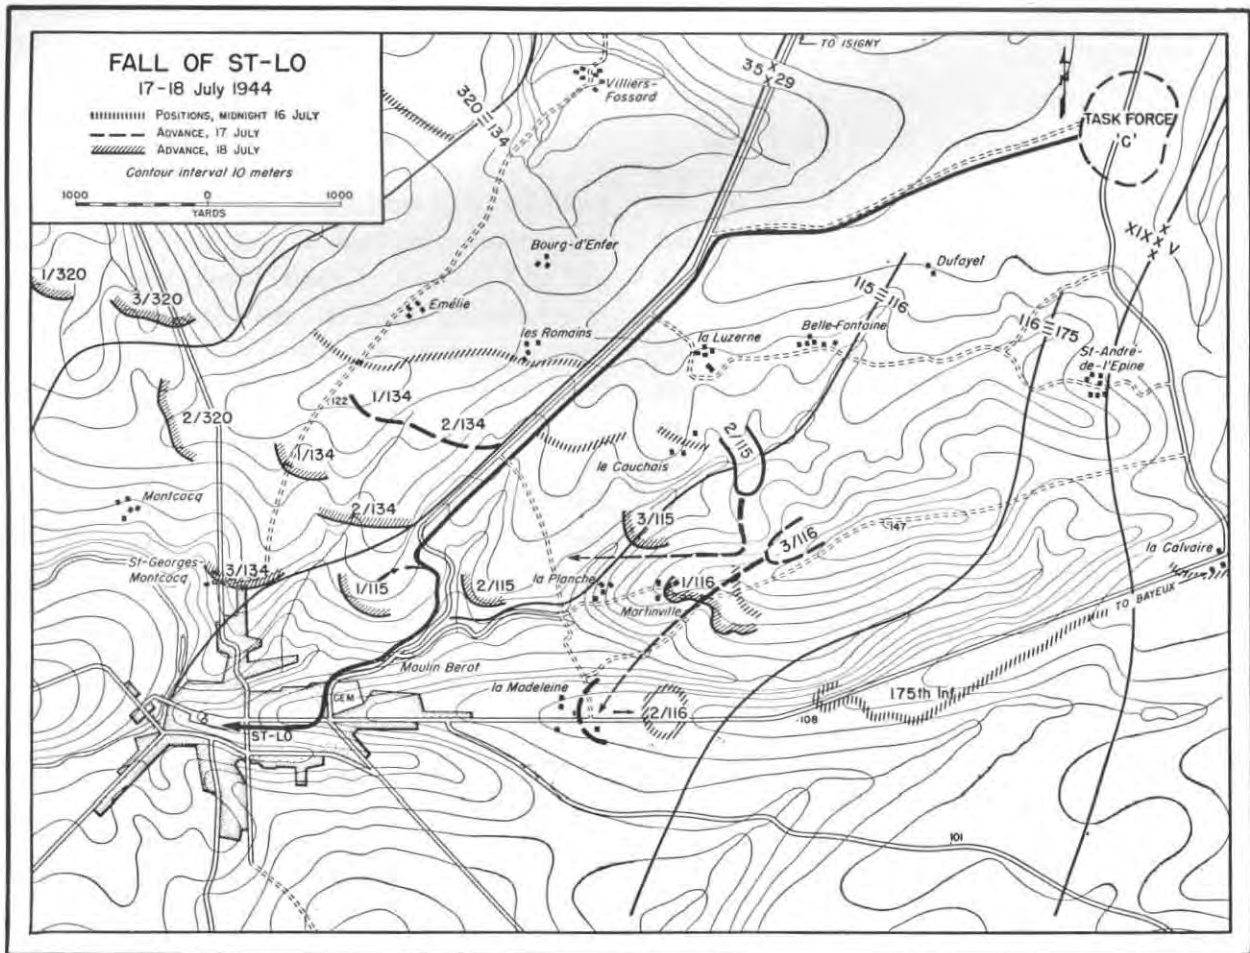 FALL OF ST-LO
17-18 July 1944
POSITIONS, MIDNIGHT 16 JULY
ADVANCE, 17 JULY
ADVANCE, 18 JULY
Contour interval 10 meters
1000 0 1000
YARDS
TO ISIGNY
Villiers-
Fossard
35 X 29
X
320 134
TASK FORCE
'C'
XIX X V
X
X
Bourg-d'Enfer
Dufayel
1/320
3/320
Emélie
115 116
les Romains
la Luzerne
Belle-Fontaine
116 175
St-André-
de-l'Epine
122
1/134
2/134
2/320
1/134
le Cauchais
2/115
Montcocq
2/134
3/115
3/116
147
St-Georges-
Montcocq
3/134
1/115
2/115
la Planche
1/116
Martinville
la Calvaire
TO BAYEUX
Moulin Berot
la Madeleine
CEM.
2/116
175th Inf
108
ST-LO
101